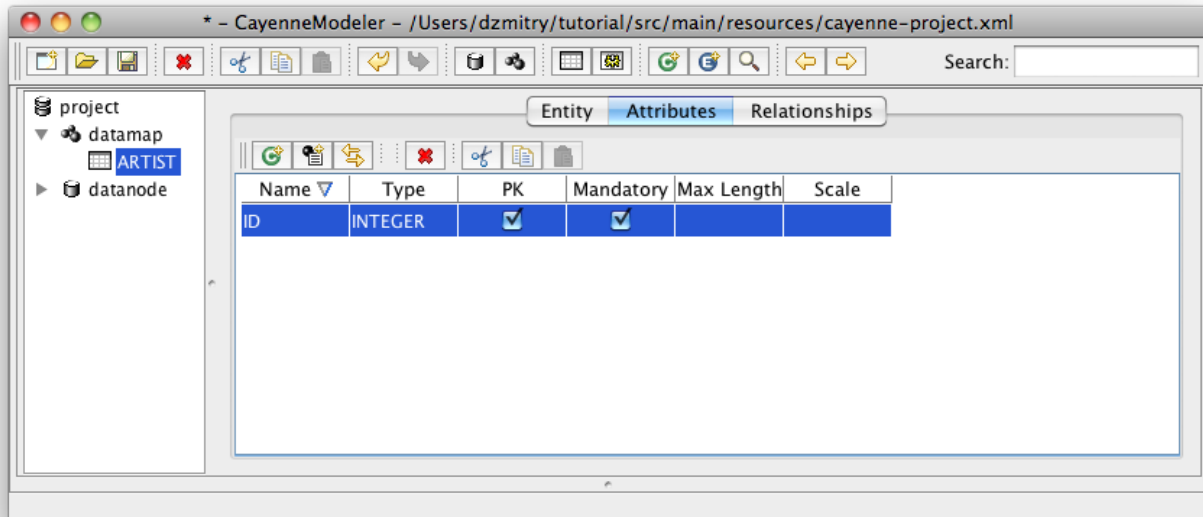 * – CayenneModeler – /Users/dzmitry/tutorial/src/main/resources/cayenne-project.xml
Search:
project
datamap
ARTIST
datanode
Entity Attributes Relationships
Name Type PK Mandatory Max Length Scale
ID INTEGER